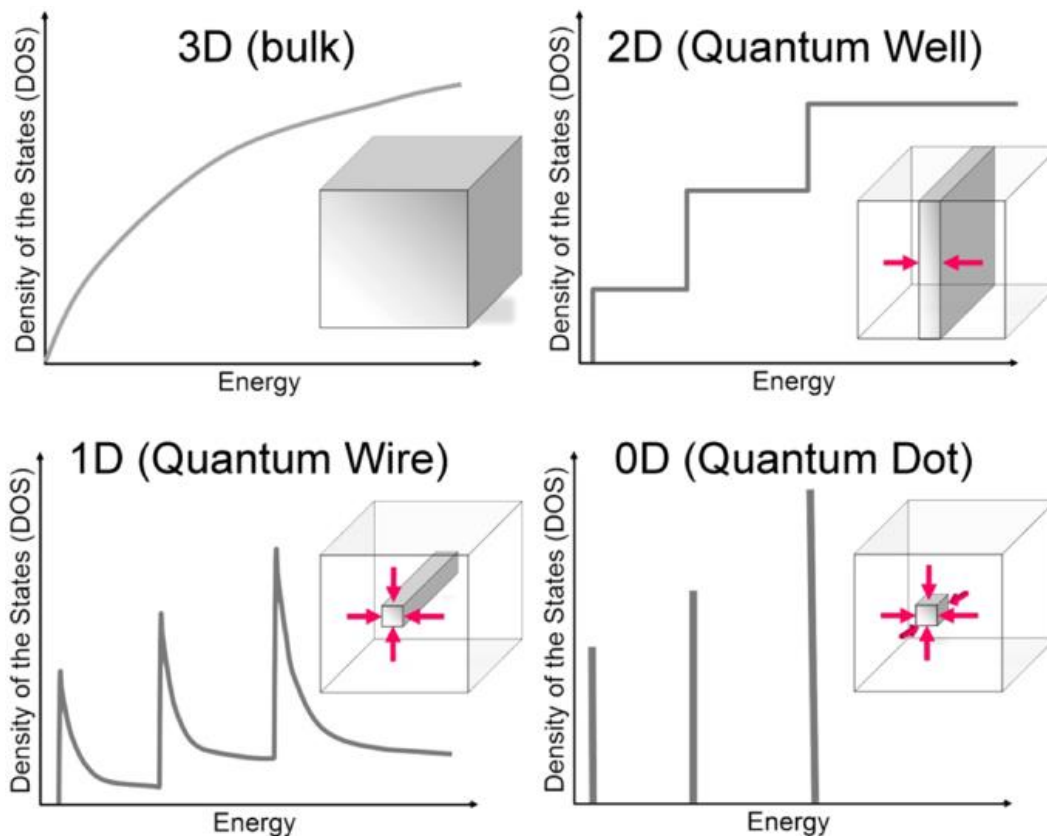 3D (bulk)
Density of the States (DOS)
Energy
2D (Quantum Well)
Density of the States (DOS)
Energy
1D (Quantum Wire)
Density of the States (DOS)
Energy
0D (Quantum Dot)
Density of the States (DOS)
Energy